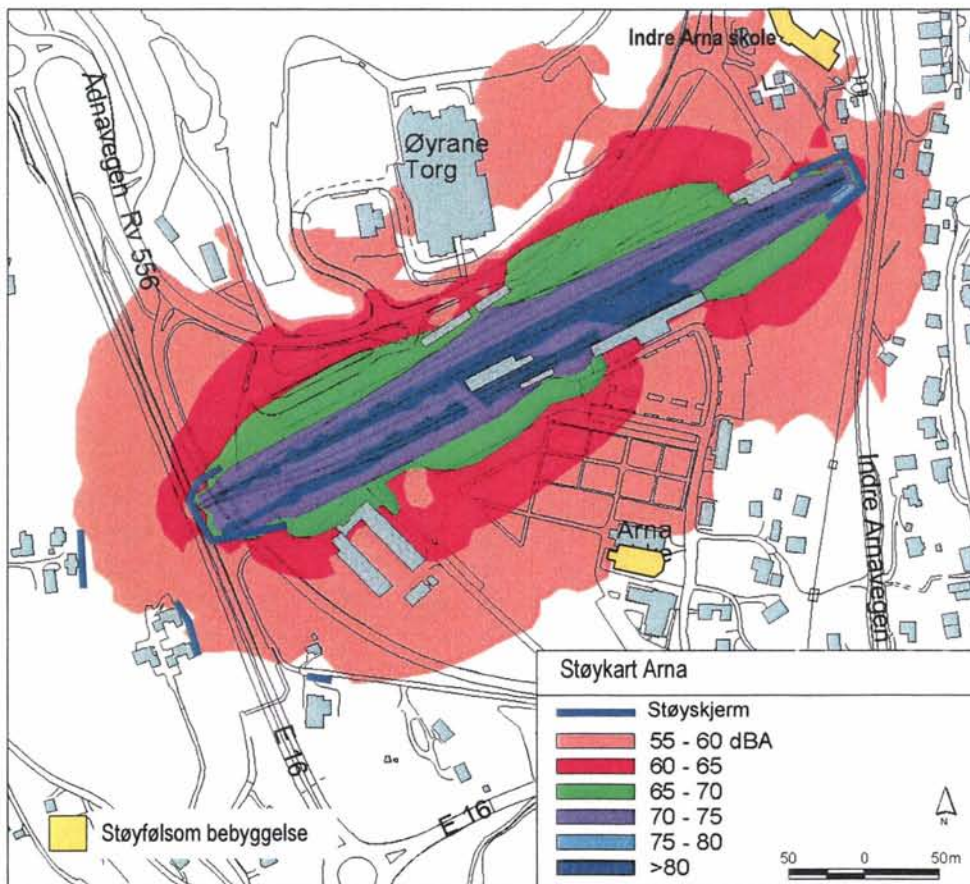 Indre Arna skole
Ådnavegen Rv 556
Øyrane
Torg
Arna
Indre Arnavegen
E 16
E 16
Støyfølsom bebyggelse
Støykart Arna
Støyskjerm
55 - 60 dBA
60 - 65
65 - 70
70 - 75
75 - 80
>80
N
50 0 50m